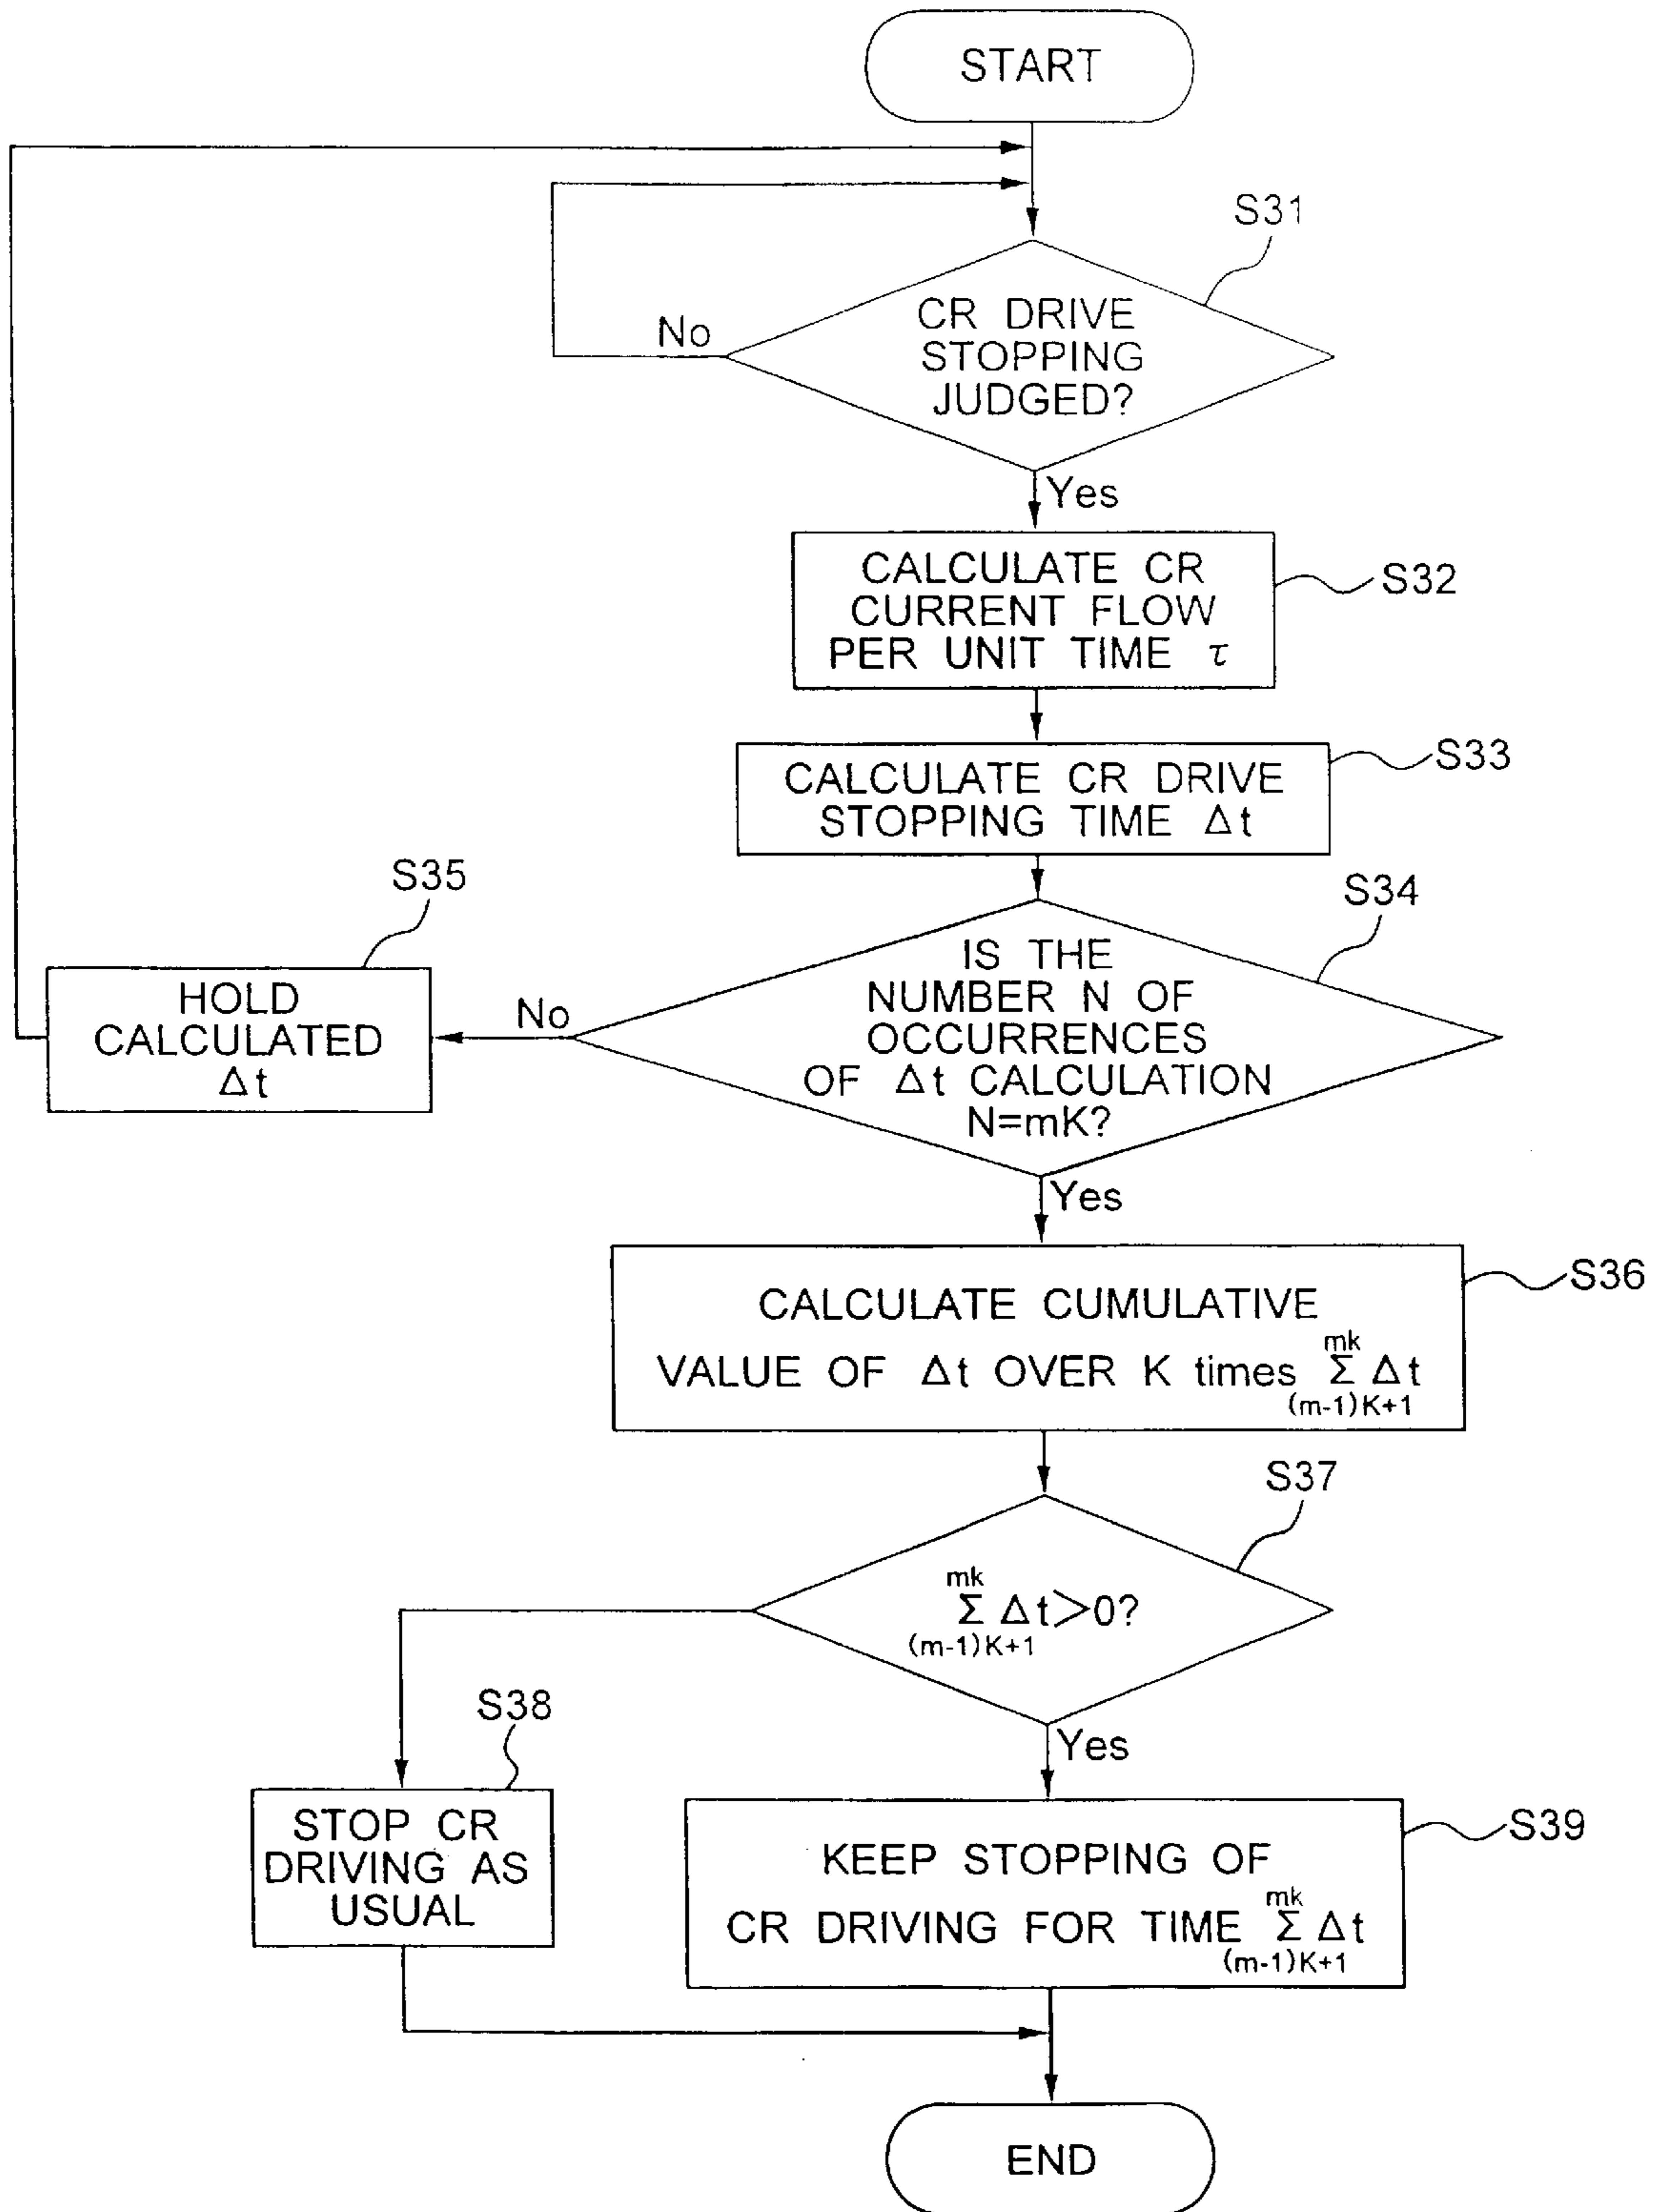 START
S31
CR DRIVE
STOPPING
JUDGED?
No
Yes
CALCULATE CR
CURRENT FLOW
PER UNIT TIME τ
S32
CALCULATE CR DRIVE
STOPPING TIME Δt
S33
S34
IS THE
NUMBER N OF
OCCURRENCES
OF Δt CALCULATION
N=mK?
No
S35
HOLD
CALCULATED
Δt
Yes
S36
CALCULATE CUMULATIVE
mk
VALUE OF Δt OVER K times Σ Δt
(m-1)K+1
S37
mk
Σ Δt>0?
(m-1)K+1
S38
STOP CR
DRIVING AS
USUAL
Yes
S39
KEEP STOPPING OF
mk
CR DRIVING FOR TIME Σ Δt
(m-1)K+1
END